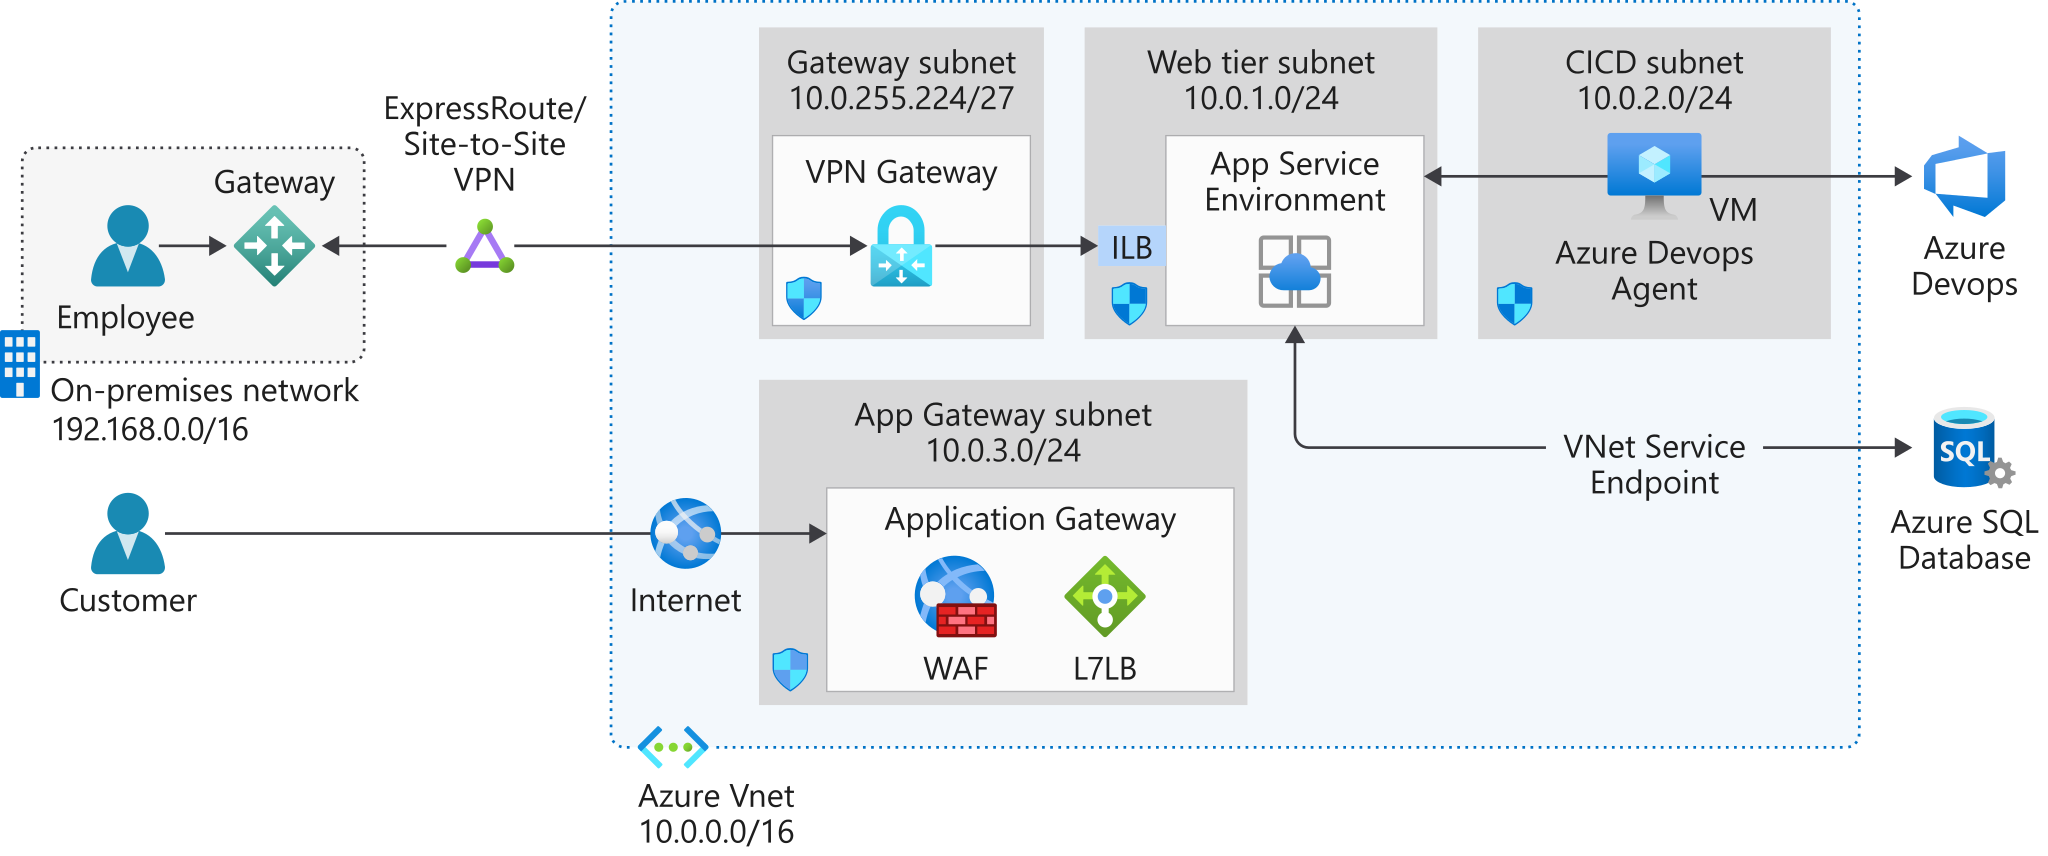 Gateway subnet
10.0.255.224/27
Web tier subnet
10.0.1.0/24
CICD subnet
10.0.2.0/24
ExpressRoute/
Site-to-Site
VPN
Gateway
Employee
On-premises network
192.168.0.0/16
VPN Gateway
ILB
App Service
Environment
VM
Azure Devops
Agent
Azure
Devops
App Gateway subnet
10.0.3.0/24
Application Gateway
WAF
L7LB
VNet Service
Endpoint
SQL
Azure SQL
Database
Customer
Internet
Azure Vnet
10.0.0.0/16